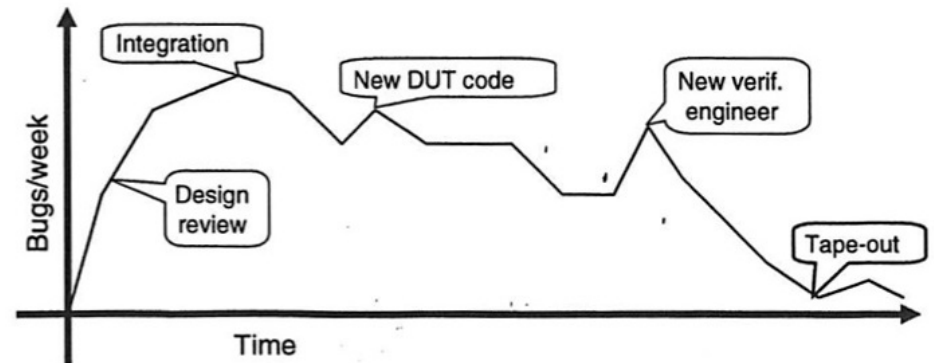 Integration
New DUT code
New verif.
engineer
Design
review
Tape-out
Bugs/week
Time